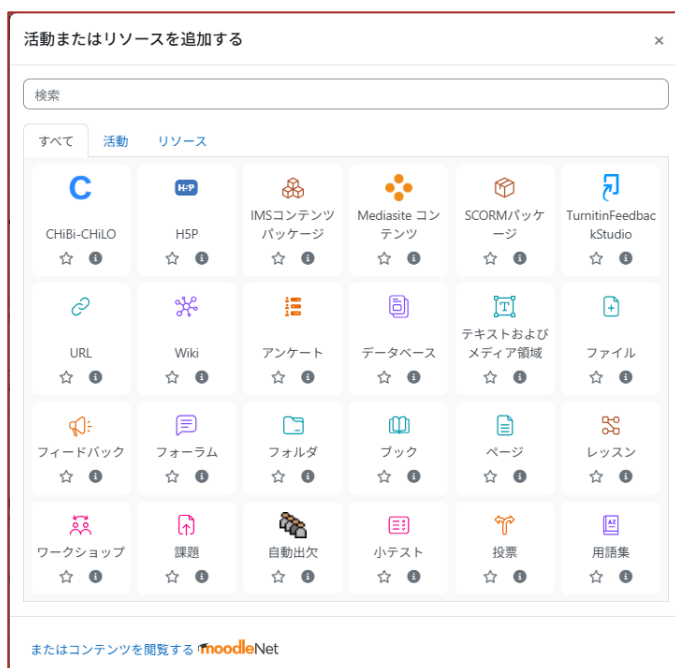 活動またはリソースを追加する ×
検索
すべて 活動 リソース
C
H-P
CHiBi-CHiLO
H5P
IMSコンテンツ
パッケージ
Mediasite コン
テンツ
SCORMパッケ
ージ
TurnitinFeedbac
kStudio
T
URL
Wiki
アンケート
データベース
テキストおよび
メディア領域
ファイル
フィードバック
フォーラム
フォルダ
ブック
ページ
レッスン
AZ
ワークショップ
課題
自動出欠
小テスト
投票
用語集
またはコンテンツを閲覧する moodleNet